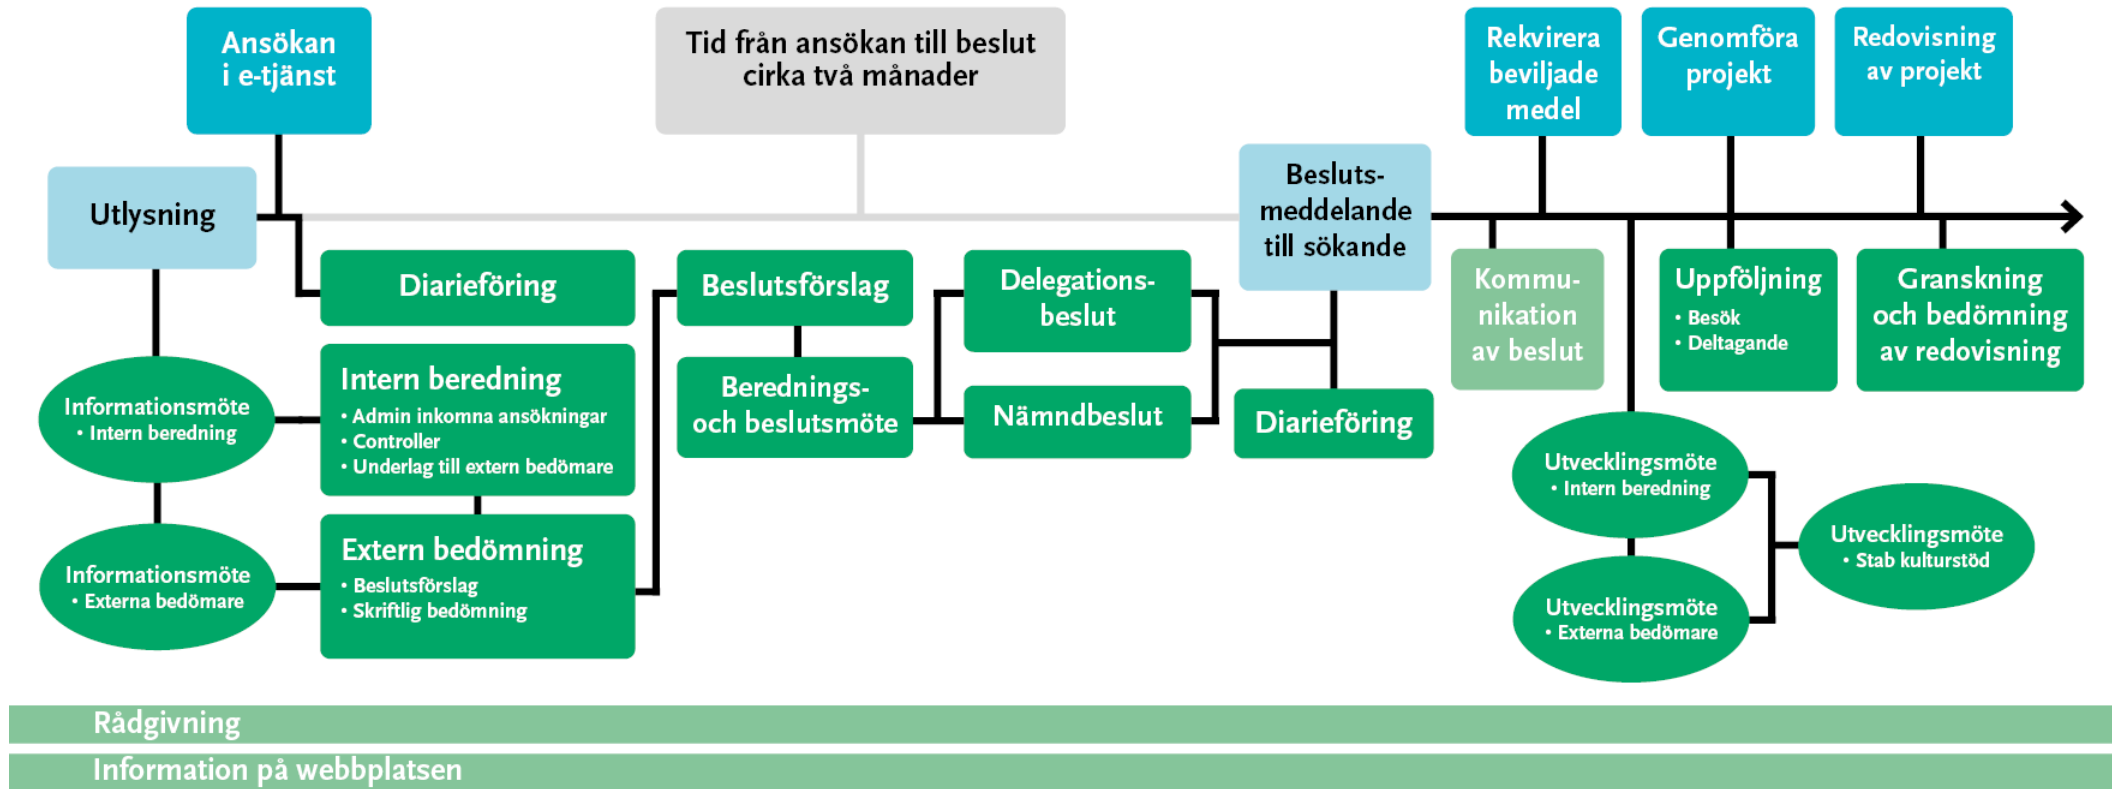 Ansökan
i e-tjänst
Tid från ansökan till beslut
cirka två månader
Rekvirera
beviljade
medel
Genomföra
projekt
Redovisning
av projekt
Utlysning
Besluts-
meddelande
till sökande
Diarieföring
Beslutsförslag
Delegations-
beslut
Kommu-
nikation
av beslut
Uppföljning
• Besök
• Deltagande
Granskning
och bedömning
av redovisning
Informationsmöte
• Intern beredning
Intern beredning
• Admin inkomna ansökningar
• Controller
• Underlag till extern bedömare
Berednings-
och beslutsmöte
Nämndbeslut
Diarieföring
Informationsmöte
• Externa bedömare
Extern bedömning
• Beslutsförslag
• Skriftlig bedömning
Utvecklingsmöte
• Intern beredning
Utvecklingsmöte
• Stab kulturstöd
Utvecklingsmöte
• Externa bedömare
Rådgivning
Information på webbplatsen